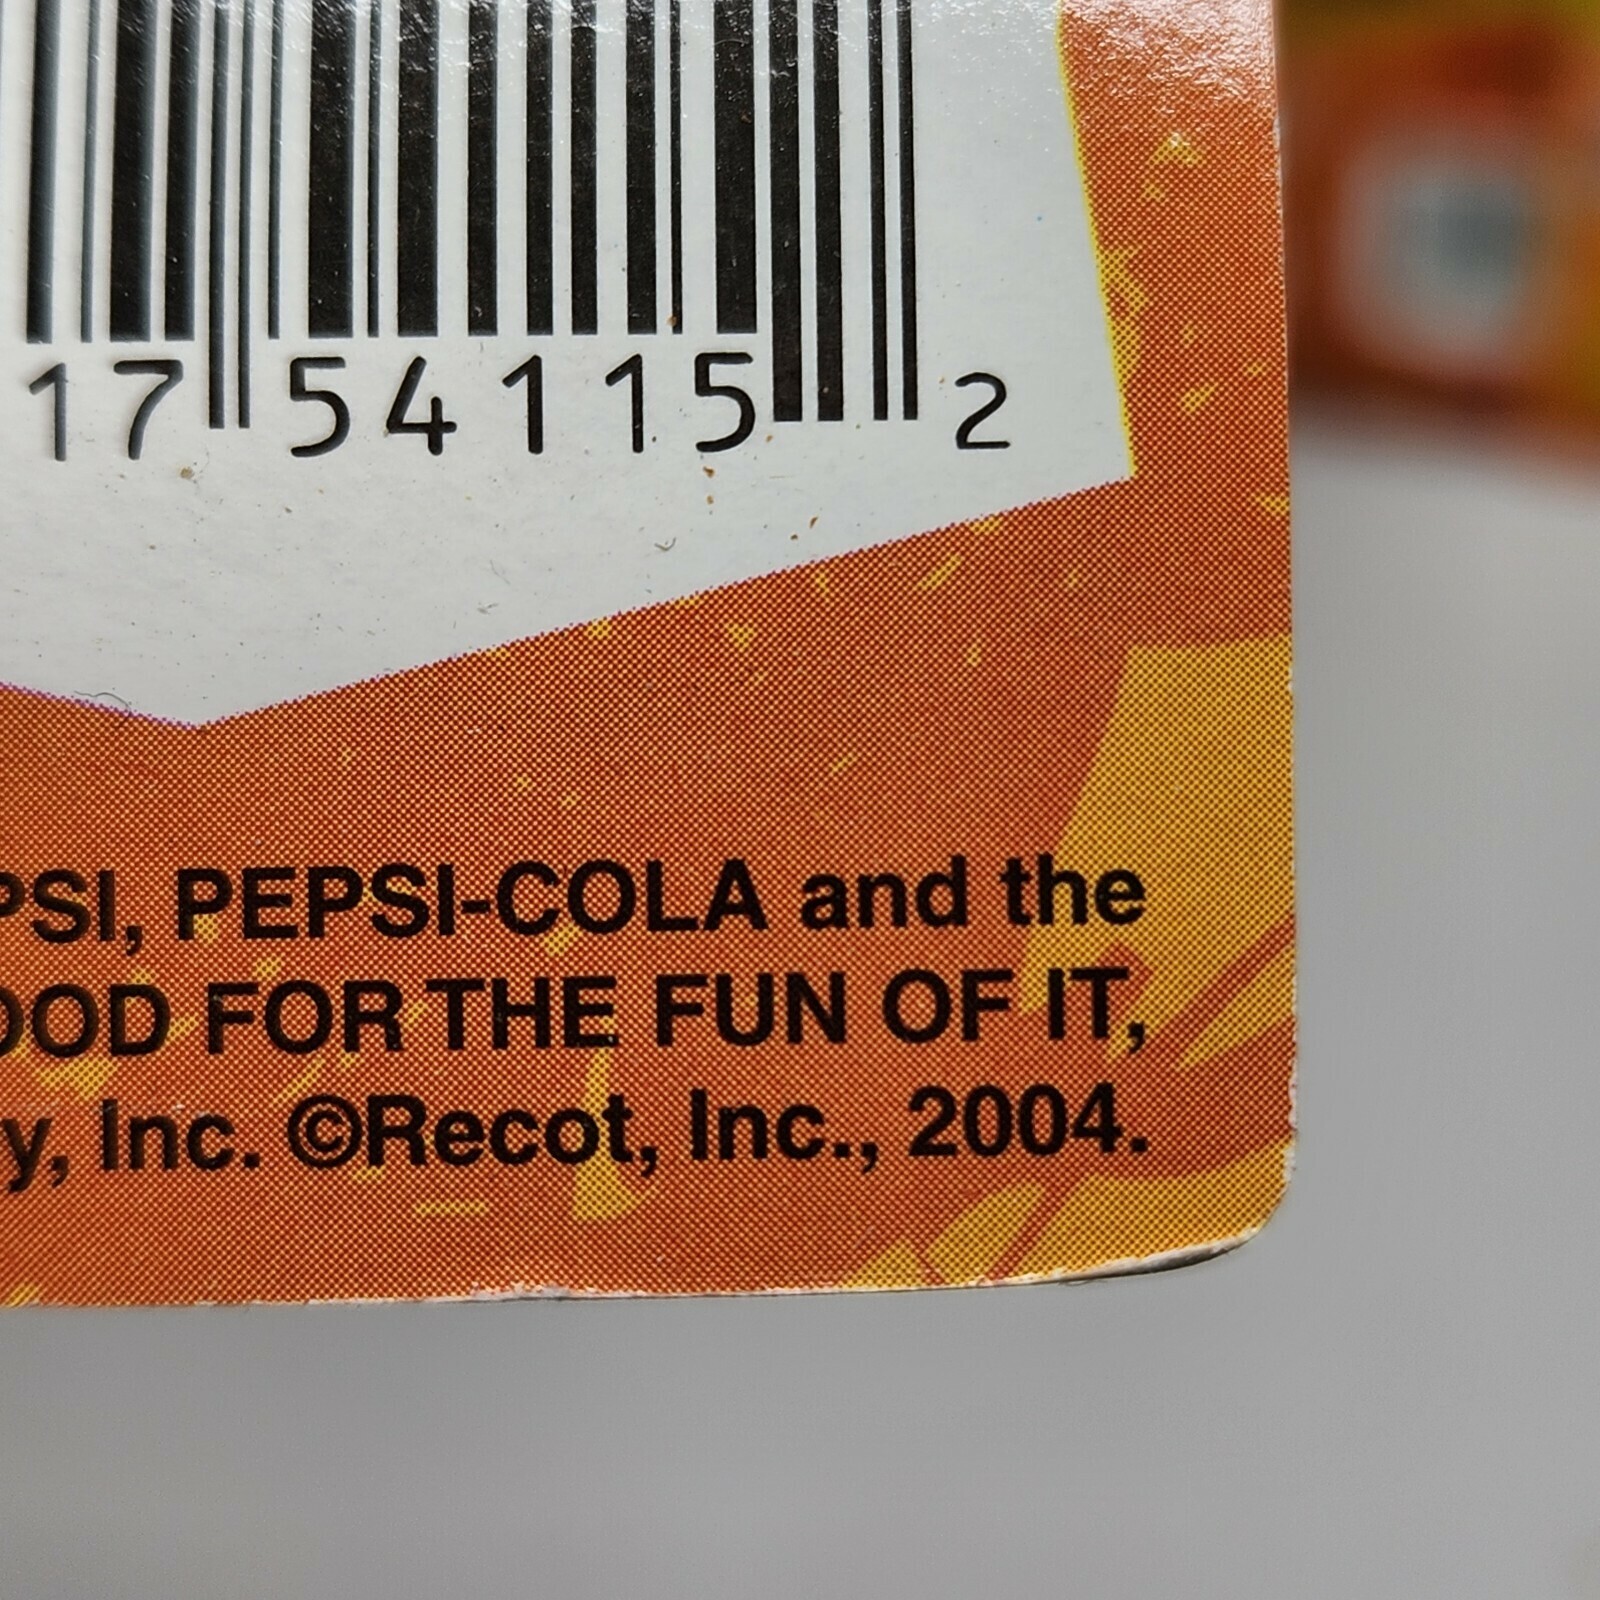 17 54115 2
PSI, PEPSI-COLA and the
OOD FOR THE FUN OF IT,
y, Inc. ©Recot, Inc., 2004.